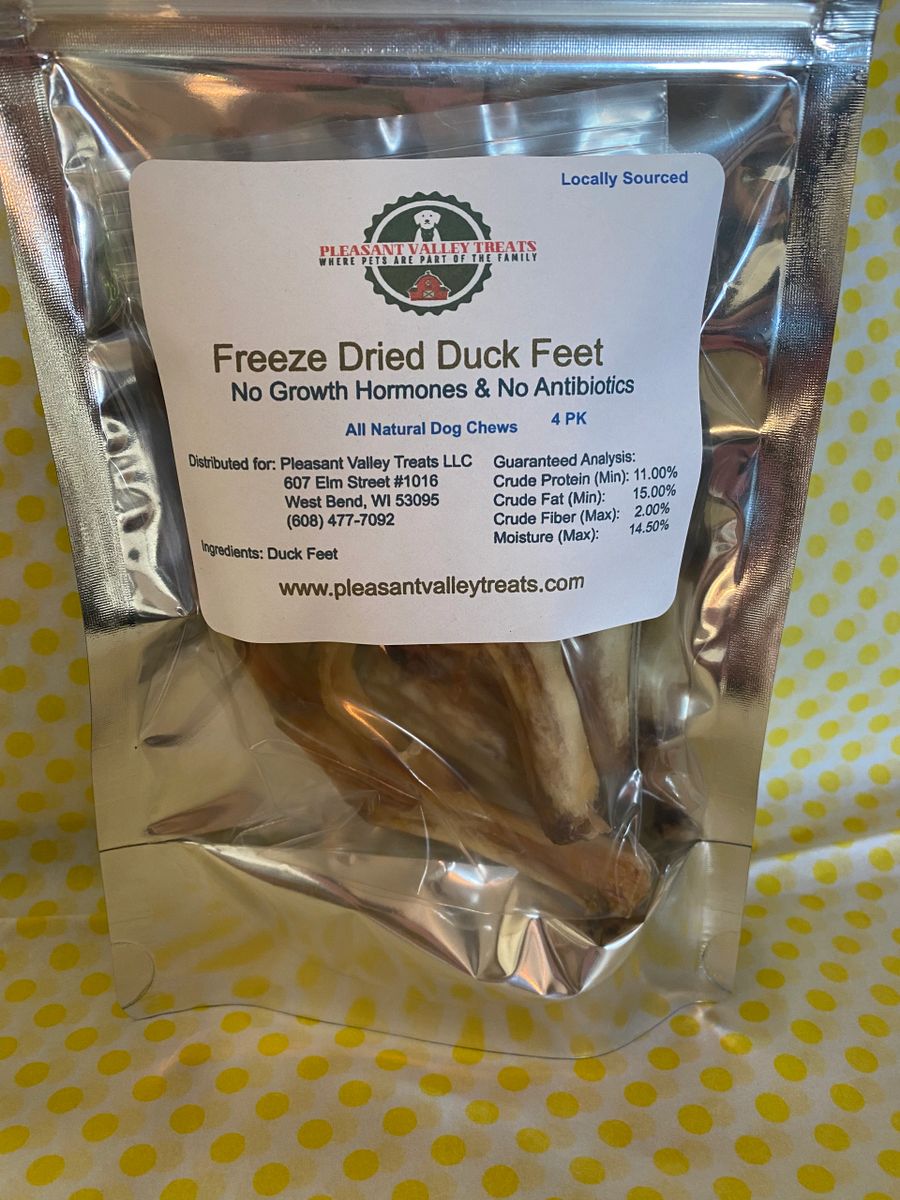 Locally Sourced
PLEASANT VALLEY TREATS
WHERE PETS ARE PART OF THE FAMILY
Freeze Dried Duck Feet
No Growth Hormones & No Antibiotics
All Natural Dog Chews 4 PK
Distributed for: Pleasant Valley Treats LLC
607 Elm Street #1016
West Bend, WI 53095
(608) 477-7092
Ingredients: Duck Feet
Guaranteed Analysis:
Crude Protein (Min): 11.00%
Crude Fat (Min): 15.00%
Crude Fiber (Max): 2.00%
Moisture (Max): 14.50%
www.pleasantvalleytreats.com